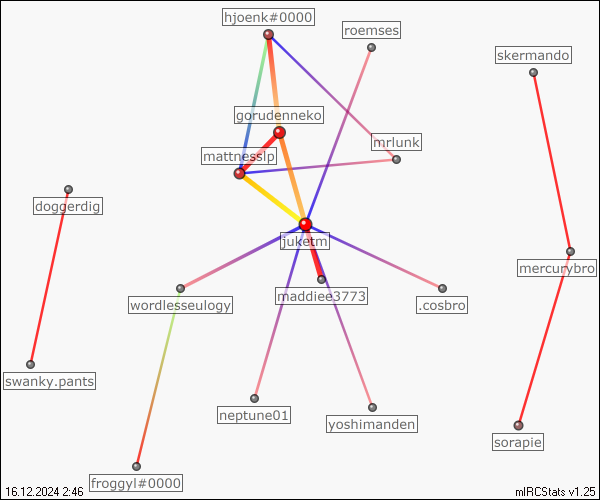 hjoenk#0000
roemses
skermando
gorudenneko
mrlunk
mattnesslp
doggerdig
juketm
mercurybro
maddiee3773
wordlesseulogy
.cosbro
swanky.pants
neptune01
yoshimanden
sorapie
froggyl#0000
16.12.2024 2:46
mIRCStats v1.25